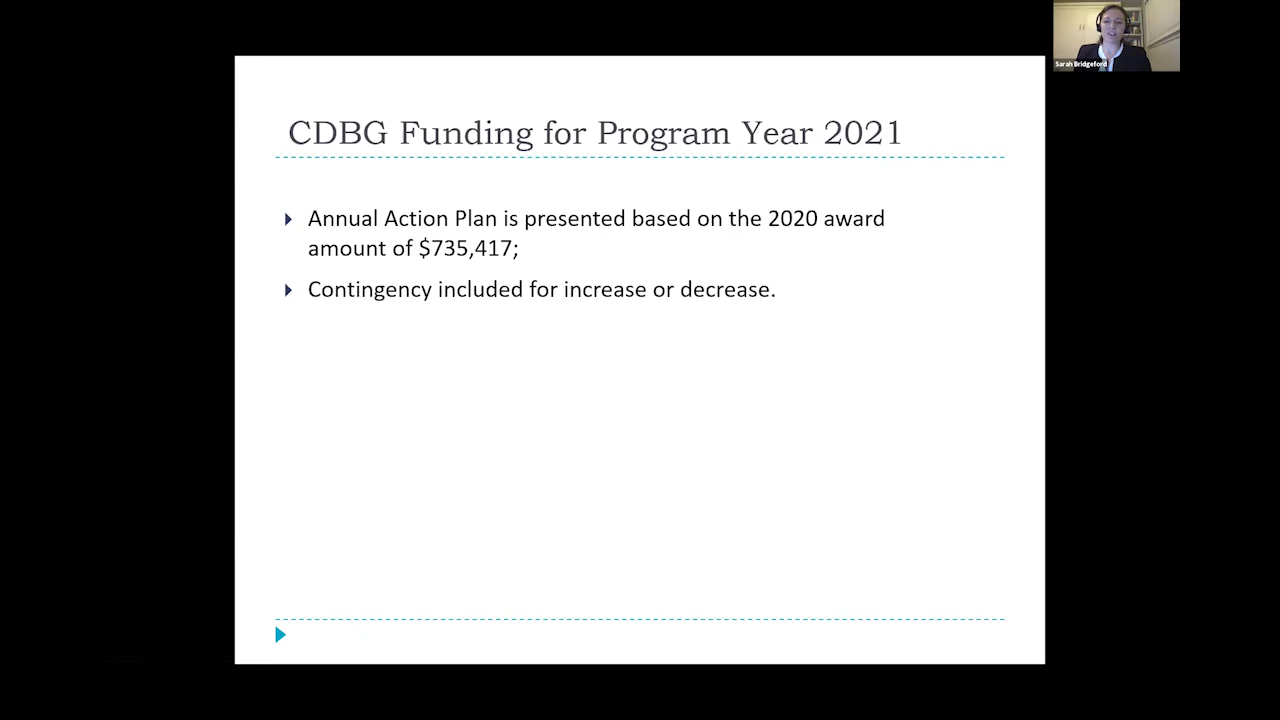 Sarah Bridgeford
CDBG Funding for Program Year 2021
Annual Action Plan is presented based on the 2020 award
amount of $735,417;
Contingency included for increase or decrease.